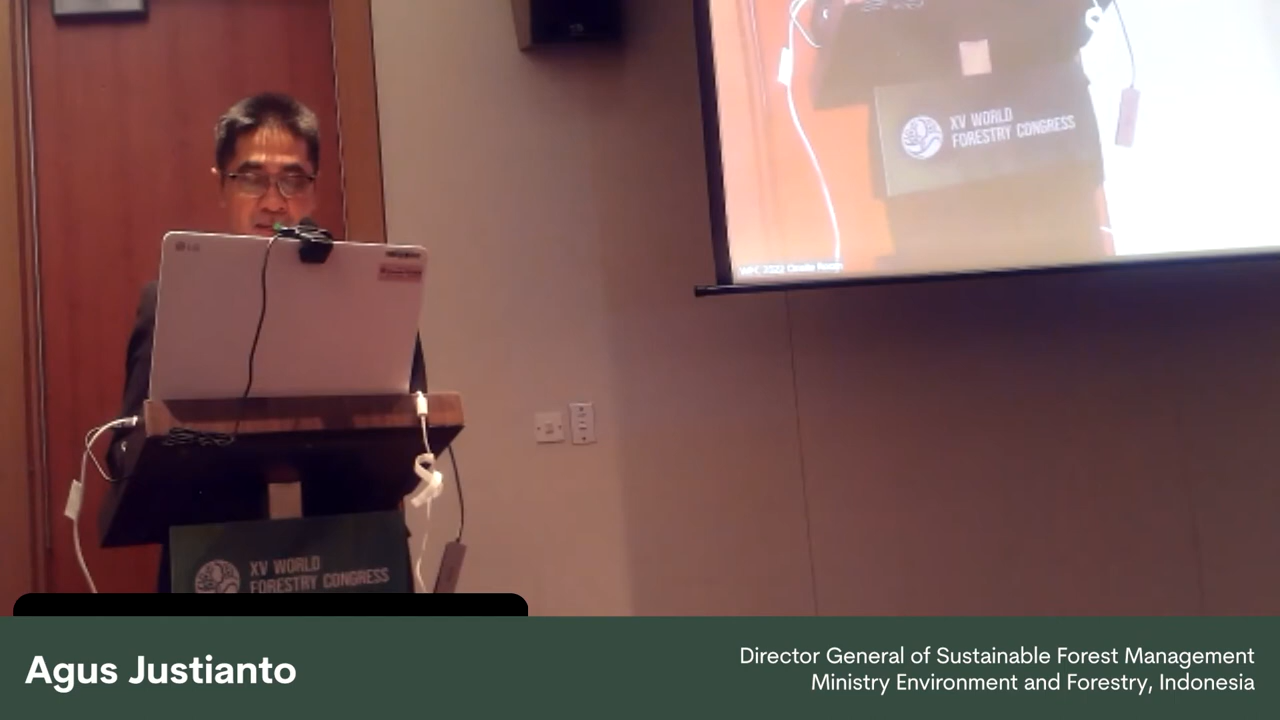 LG
XV WORLD
FORESTRY CONGRESS
XV WORLD
FORESTRY CONGRESS
Agus Justianto
Director General of Sustainable Forest Management
Ministry Environment and Forestry, Indonesia